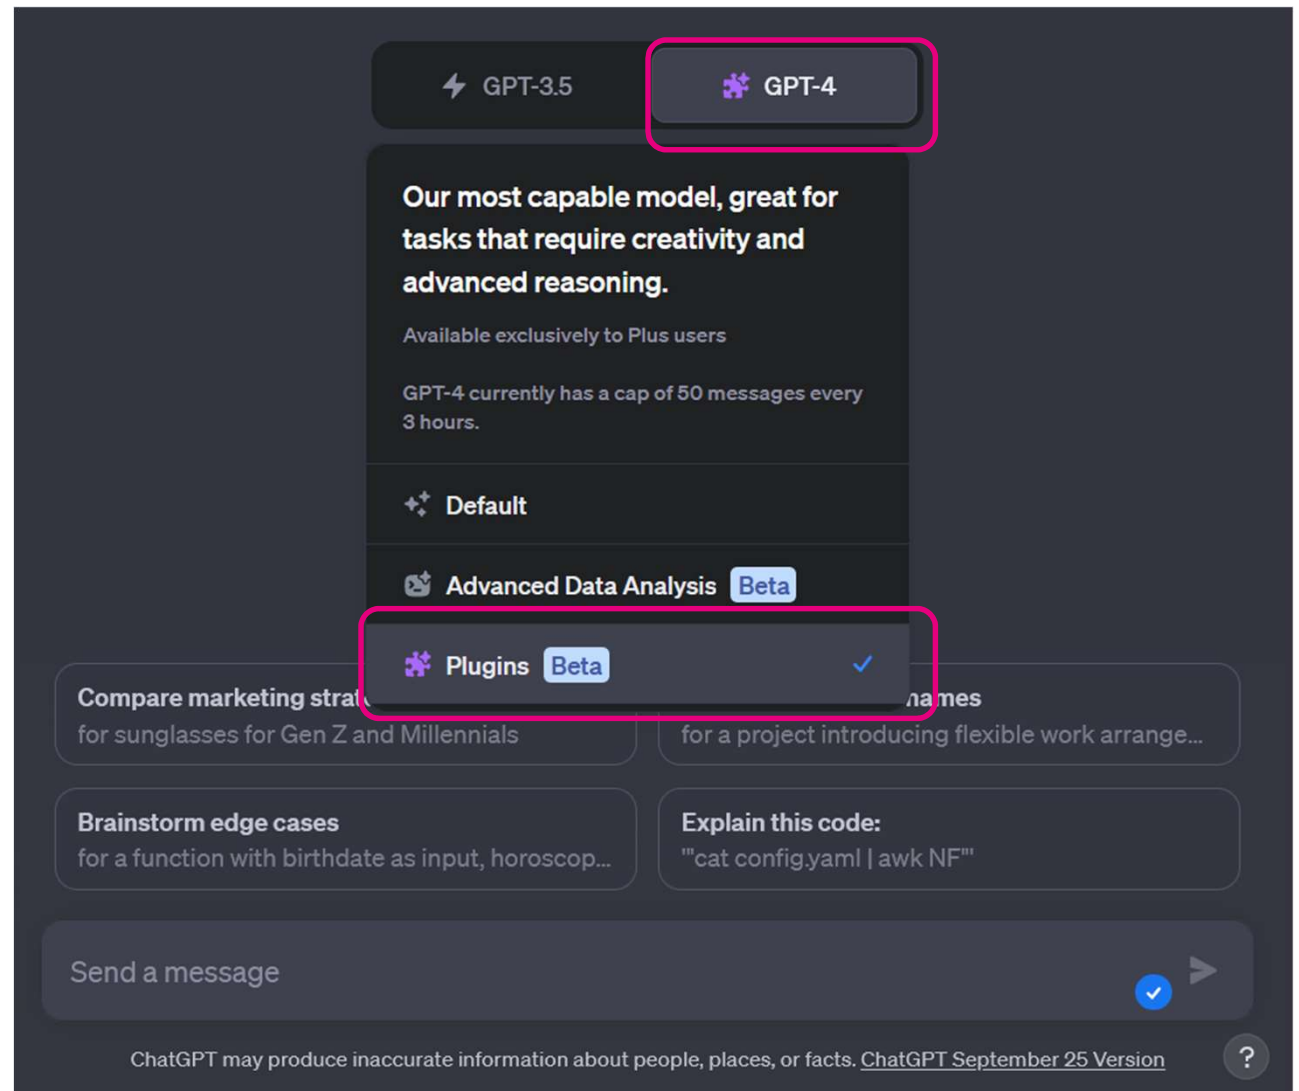 GPT-3.5
GPT-4
Our most capable model, great for
tasks that require creativity and
advanced reasoning.
Available exclusively to Plus users
GPT-4 currently has a cap of 50 messages every
3 hours.
Default
Advanced Data Analysis Beta
Plugins Beta
Compare marketing
for sunglasses for Gen Z and Millennials
names
for a project introducing flexible work arrange...
Brainstorm edge cases
for a function with birthdate as input, horoscop...
Explain this code:
"'cat config.yaml | awk NF'"
Send a message
ChatGPT may produce inaccurate information about people, places, or facts. ChatGPT September 25 Version
?